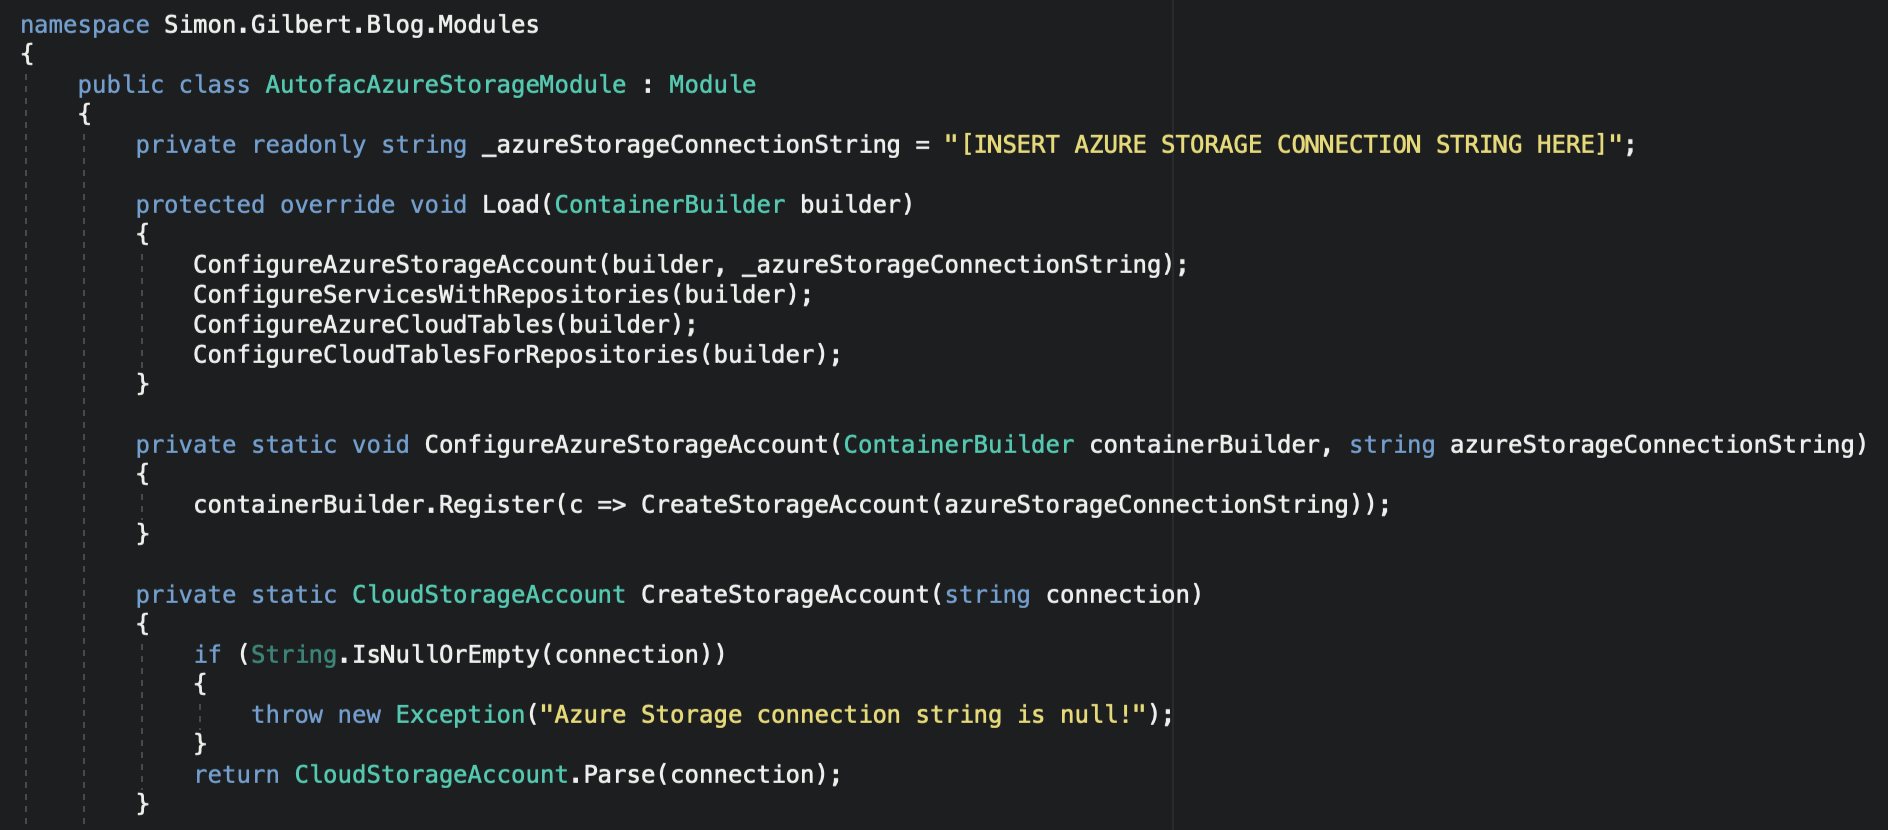 namespace Simon.Gilbert.Blog.Modules
{
    public class AutofacAzureStorageModule : Module
    {
        private readonly string _azureStorageConnectionString = "[INSERT AZURE STORAGE CONNECTION STRING HERE]";

        protected override void Load(ContainerBuilder builder)
        {
            ConfigureAzureStorageAccount(builder, _azureStorageConnectionString);
            ConfigureServicesWithRepositories(builder);
            ConfigureAzureCloudTables(builder);
            ConfigureCloudTablesForRepositories(builder);
        }

        private static void ConfigureAzureStorageAccount(ContainerBuilder containerBuilder, string azureStorageConnectionString)
        {
            containerBuilder.Register(c => CreateStorageAccount(azureStorageConnectionString));
        }

        private static CloudStorageAccount CreateStorageAccount(string connection)
        {
            if (String.IsNullOrEmpty(connection))
            {
                throw new Exception("Azure Storage connection string is null!");
            }
            return CloudStorageAccount.Parse(connection);
        }